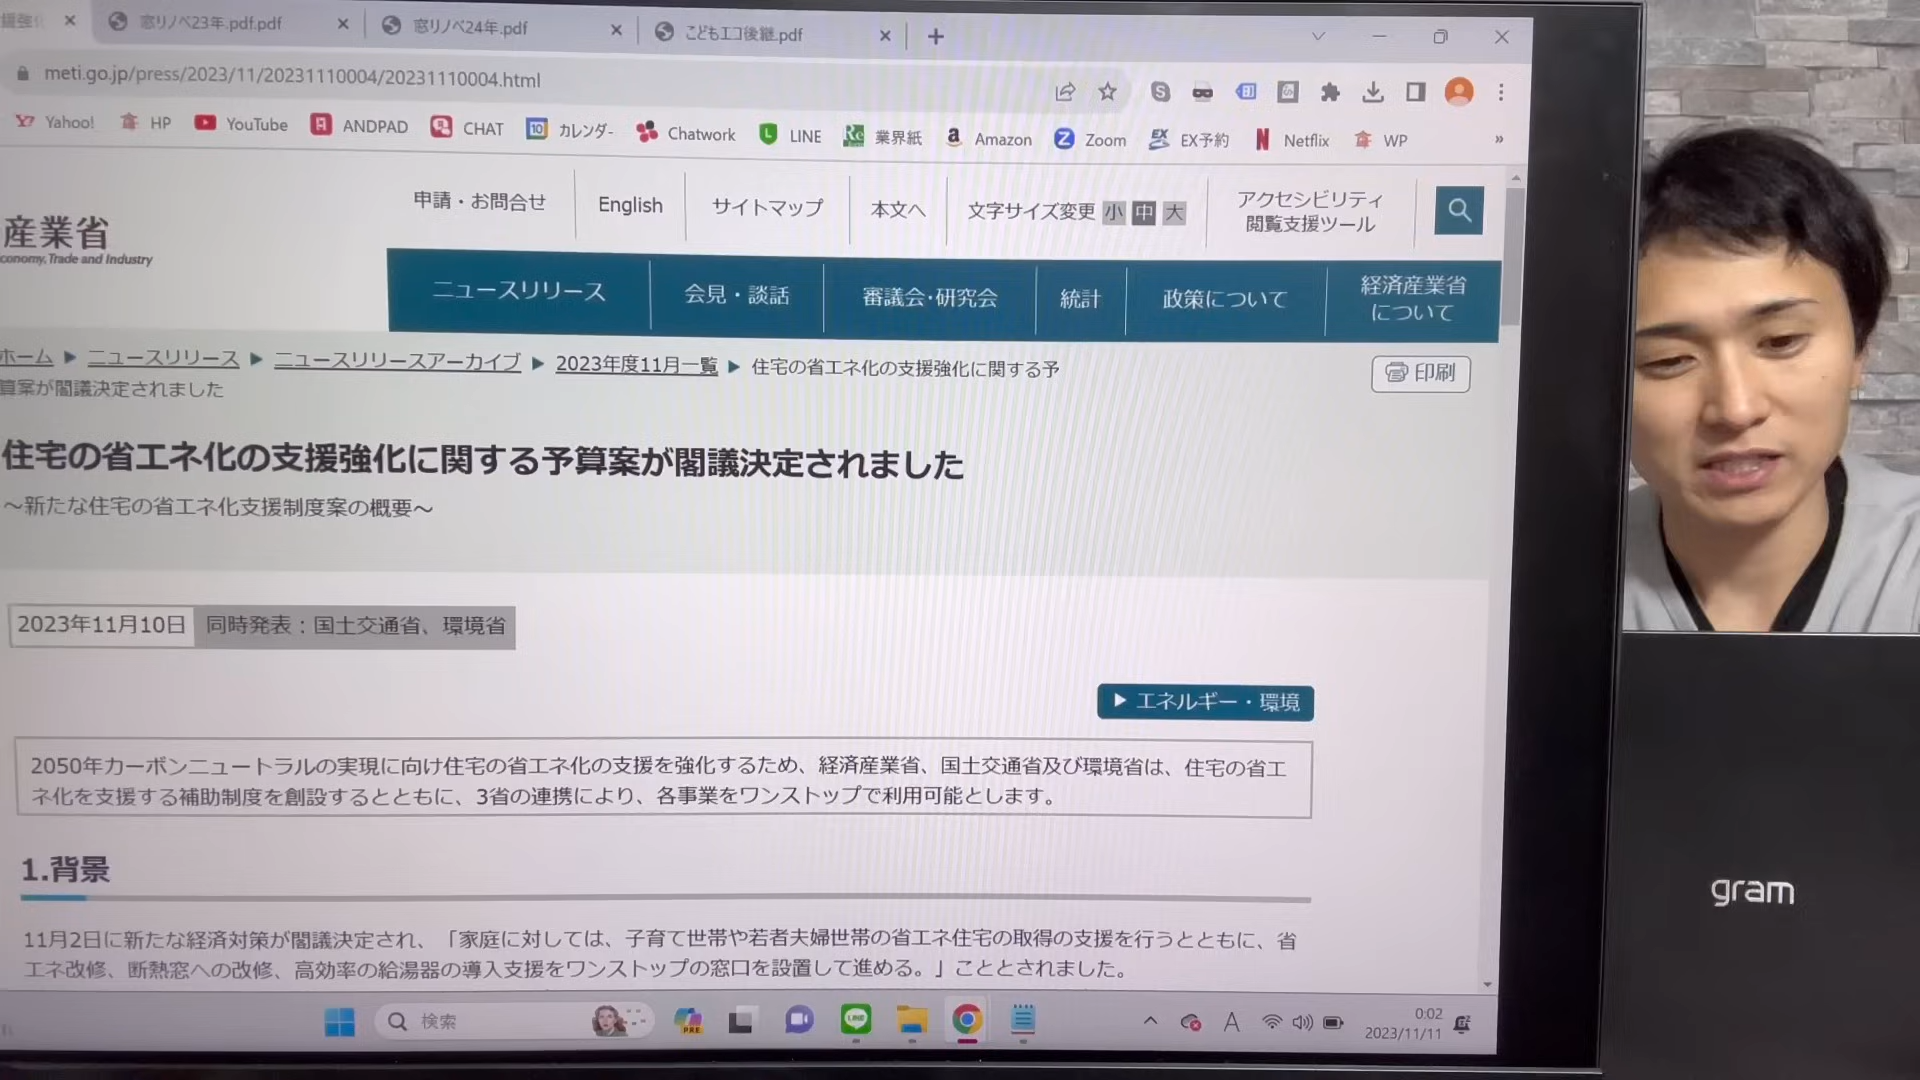 窓リノベ23年.pdf.pdf
窓リノベ24年.pdf
こどもエコ後継.pdf
meti.go.jp/press/2023/11/20231110004/20231110004.html
Yahoo!
HP
YouTube
ANDPAD
CHAT
カレンダ-
Chatwork
LINE
業界紙
Amazon
Zoom
EX予約
Netflix
WP
»
申請・お問合せ
English
サイトマップ
本文へ
文字サイズ変更 小 中 大
アクセシビリティ
閲覧支援ツール
産業省
conomy, Trade and Industry
ニュースリリース
会見・談話
審議会・研究会
統計
政策について
経済産業省
について
ホーム ▶ ニュースリリース ▶ ニュースリリースアーカイブ ▶ 2023年度11月一覧 ▶ 住宅の省エネ化の支援強化に関する予
算案が閣議決定されました
印刷
住宅の省エネ化の支援強化に関する予算案が閣議決定されました
～新たな住宅の省エネ化支援制度案の概要～
2023年11月10日
同時発表：国土交通省、環境省
▶ エネルギー・環境
2050年カーボンニュートラルの実現に向け住宅の省エネ化の支援を強化するため、経済産業省、国土交通省及び環境省は、住宅の省エ
ネ化を支援する補助制度を創設するとともに、3省の連携により、各事業をワンストップで利用可能とします。
1.背景
11月2日に新たな経済対策が閣議決定され、「家庭に対しては、子育て世帯や若者夫婦世帯の省エネ住宅の取得の支援を行うとともに、省
エネ改修、断熱窓への改修、高効率の給湯器の導入支援をワンストップの窓口を設置して進める。」こととされました。
検索
PRE
LINE
A
0:02
2023/11/11
gram